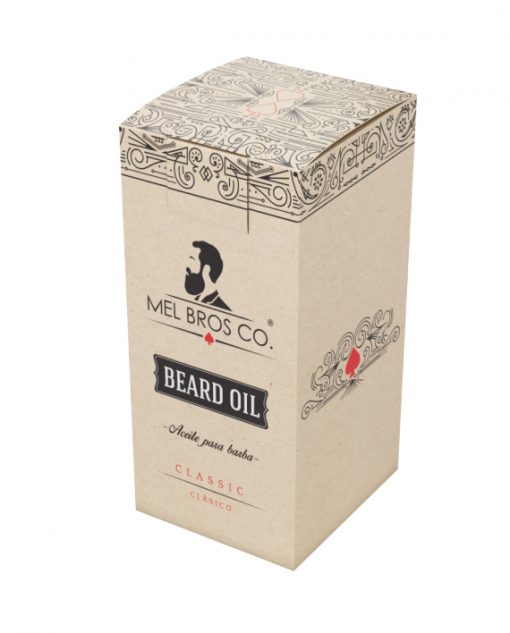 MEL BROS CO.®
BEARD OIL
-Aceite para barba-
CLASSIC
CLÁSICO